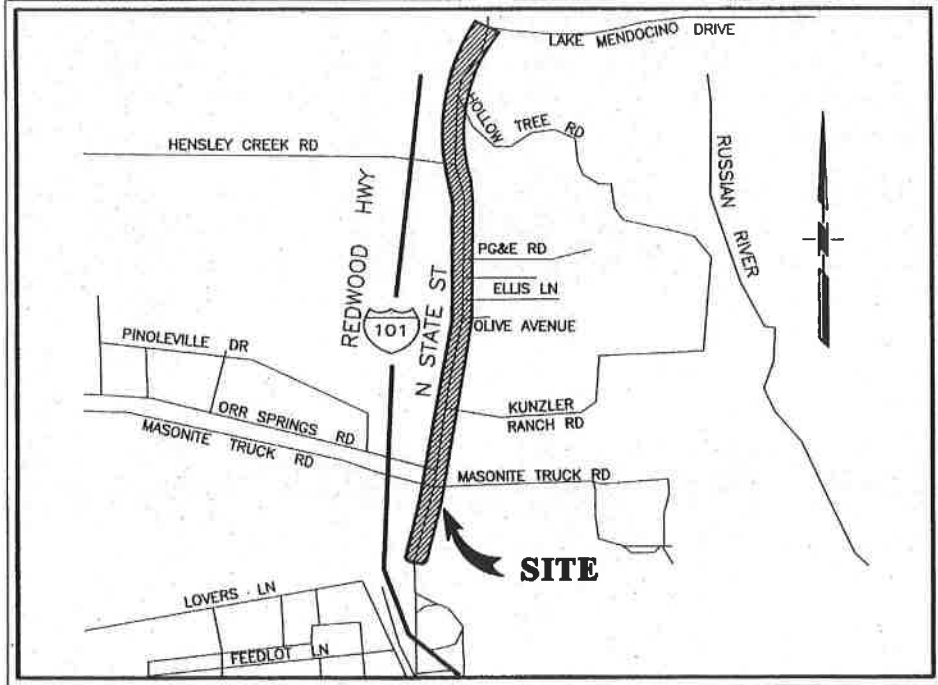 LAKE MENDOCINO DRIVE
HOLLOW TREE RD
HENSLEY CREEK RD
RUSSIAN RIVER
REDWOOD HWY
PG&E RD
N STATE ST
ELLIS LN
101
OLIVE AVENUE
PINOLEVILLE DR
KUNZLER
RANCH RD
ORR SPRINGS RD
MASONITE TRUCK RD
MASONITE TRUCK RD
SITE
LOVERS LN
FEEDLOT LN